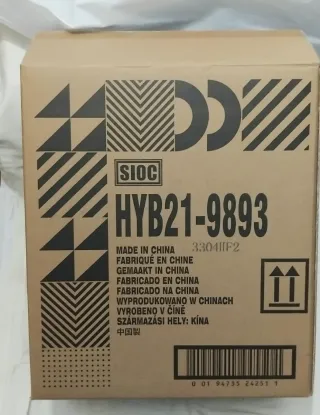 SIOC
HYB21-9893
MADE IN CHINA
FABRIQUÉ EN CHINE
GEMAAKT IN CHINA
FABRICADO EN CHINA
FABRICADO NA CHINA
WYPRODUKOWANO W CHINACH
VYROBENO V ČÍNĚ
SZÁRMAZÁSI HELY: KÍNA
中国製